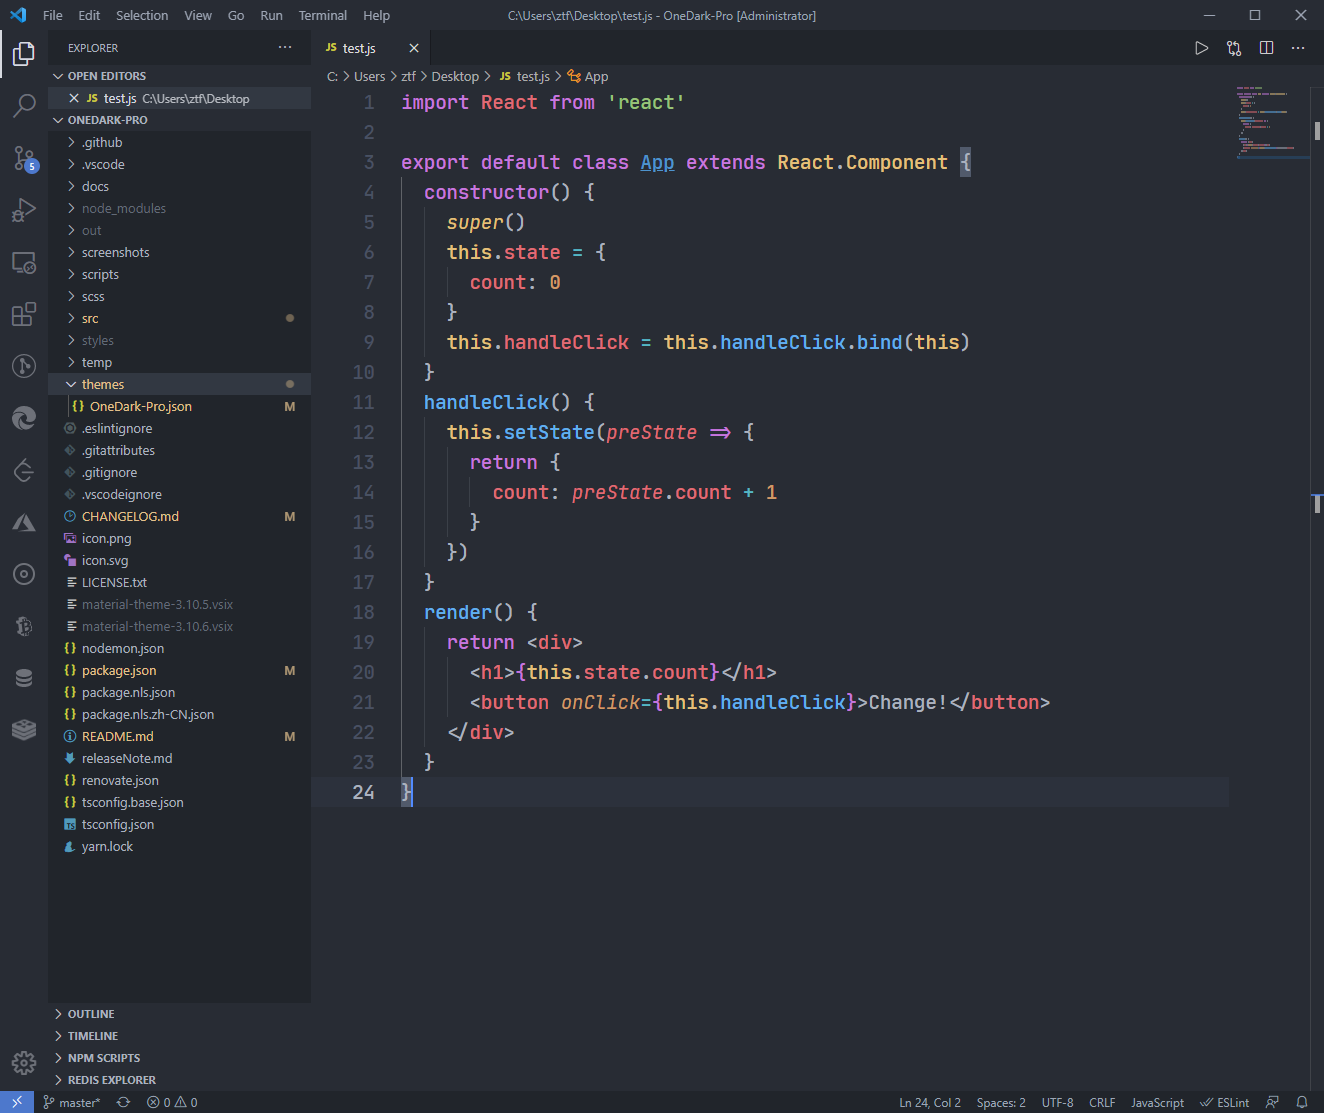 File Edit Selection View Go Run Terminal Help C:\Users\ztf\Desktop\test.js - OneDark-Pro [Administrator]
EXPLORER
OPEN EDITORS
JS test.js C:\Users\ztf\Desktop
ONEDARK-PRO
.github
.vscode
docs
node_modules
out
screenshots
scripts
scss
src
styles
temp
themes
{} OneDark-Pro.json M
.eslintignore
.gitattributes
.gitignore
.vscodeignore
CHANGELOG.md M
icon.png
icon.svg
LICENSE.txt
material-theme-3.10.5.vsix
material-theme-3.10.6.vsix
{} nodemon.json
{} package.json M
{} package.nls.json
{} package.nls.zh-CN.json
README.md M
releaseNote.md
{} renovate.json
{} tsconfig.base.json
TS tsconfig.json
yarn.lock
OUTLINE
TIMELINE
NPM SCRIPTS
REDIS EXPLORER
5
JS test.js
C: > Users > ztf > Desktop > JS test.js > App
1 import React from 'react'
2
3 export default class App extends React.Component {
4 constructor() {
5 super()
6 this.state = {
7 count: 0
8 }
9 this.handleClick = this.handleClick.bind(this)
10 }
11 handleClick() {
12 this.setState(preState => {
13 return {
14 count: preState.count + 1
15 }
16 })
17 }
18 render() {
19 return <div>
20 <h1>{this.state.count}</h1>
21 <button onClick={this.handleClick}>Change!</button>
22 </div>
23 }
24 }
master* 0 0 Ln 24, Col 2 Spaces: 2 UTF-8 CRLF JavaScript ESLint